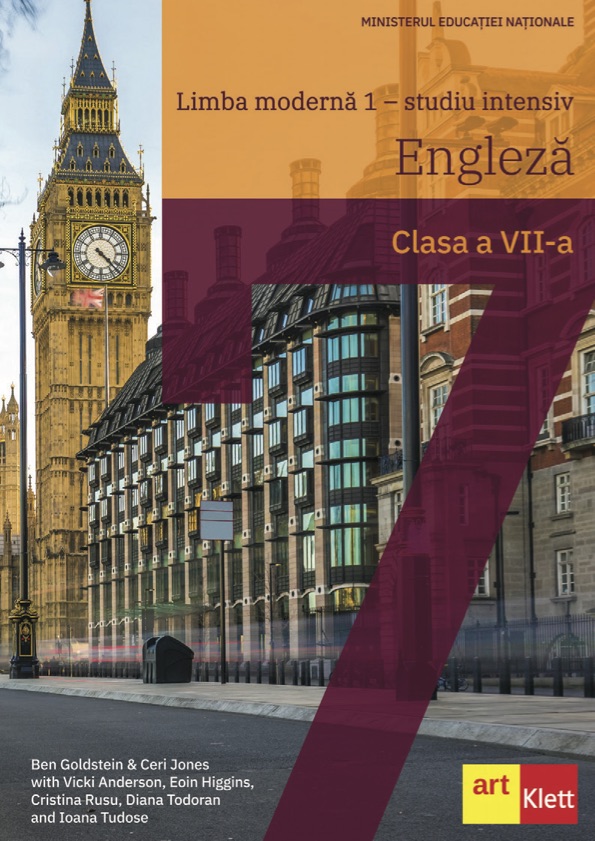 MINISTERUL EDUCAȚIEI NAȚIONALE
Limba modernă 1 – studiu intensiv
Engleză
Clasa a VII-a
7
Ben Goldstein & Ceri Jones
with Vicki Anderson, Eoin Higgins,
Cristina Rusu, Diana Todoran
and Ioana Tudose
art
Klett